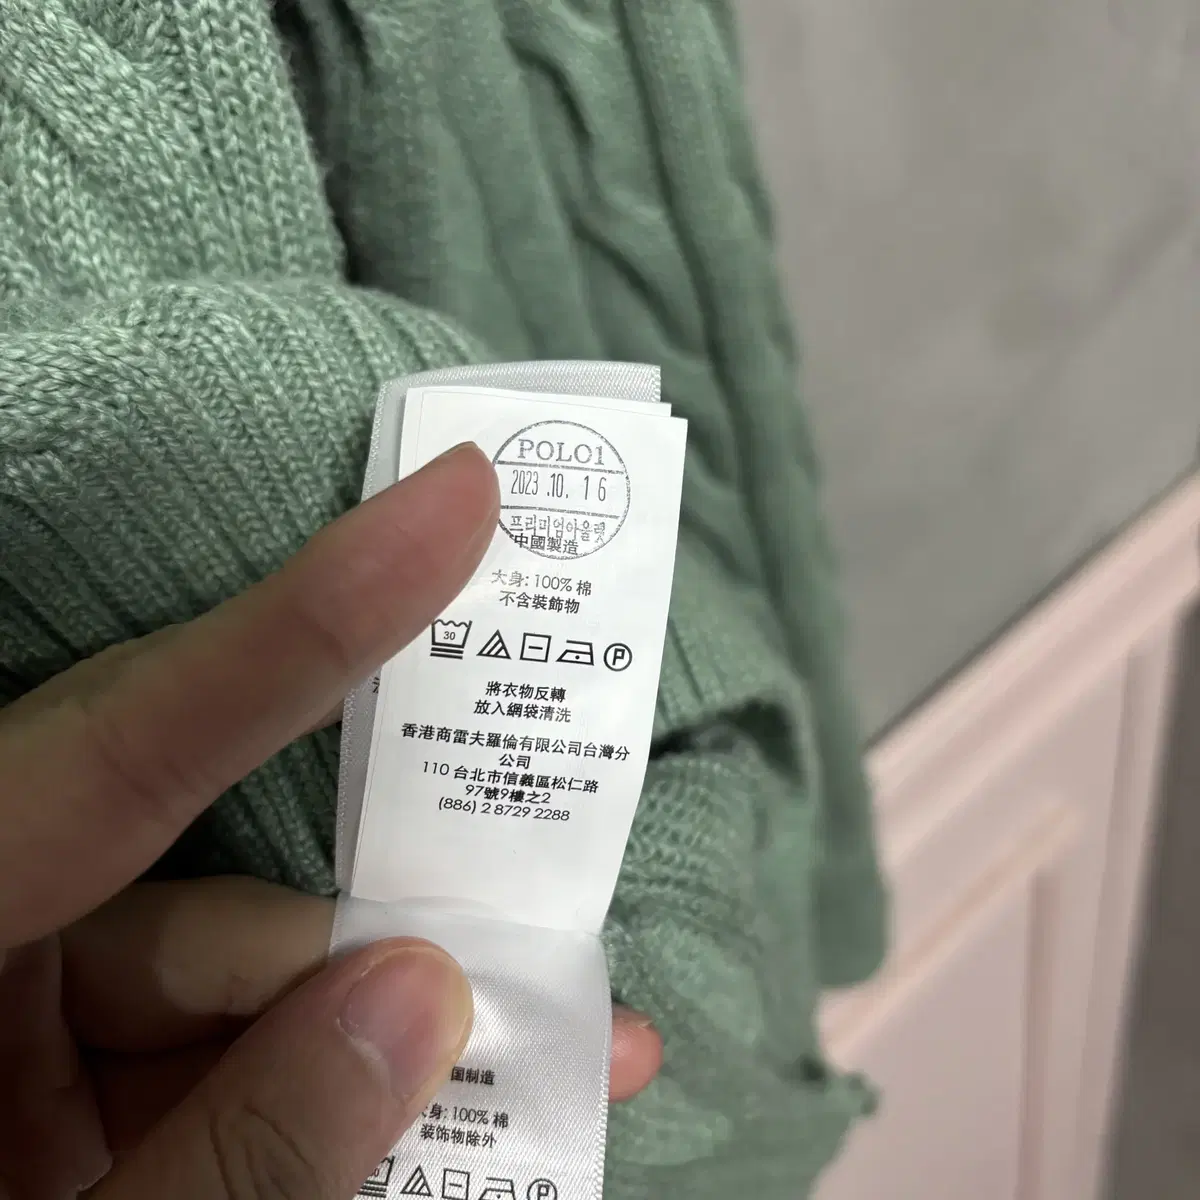 POLO1
2023.10.16
프리미엄아울렛
中國製造
大身: 100% 棉
不含裝飾物
30
P
將衣物反轉
放入網袋清洗
香港商雷夫羅倫有限公司台灣分
公司
110 台北市信義區松仁路
97號9樓之2
(886) 2 8729 2288
国制造
身: 100% 棉
装饰物除外
P